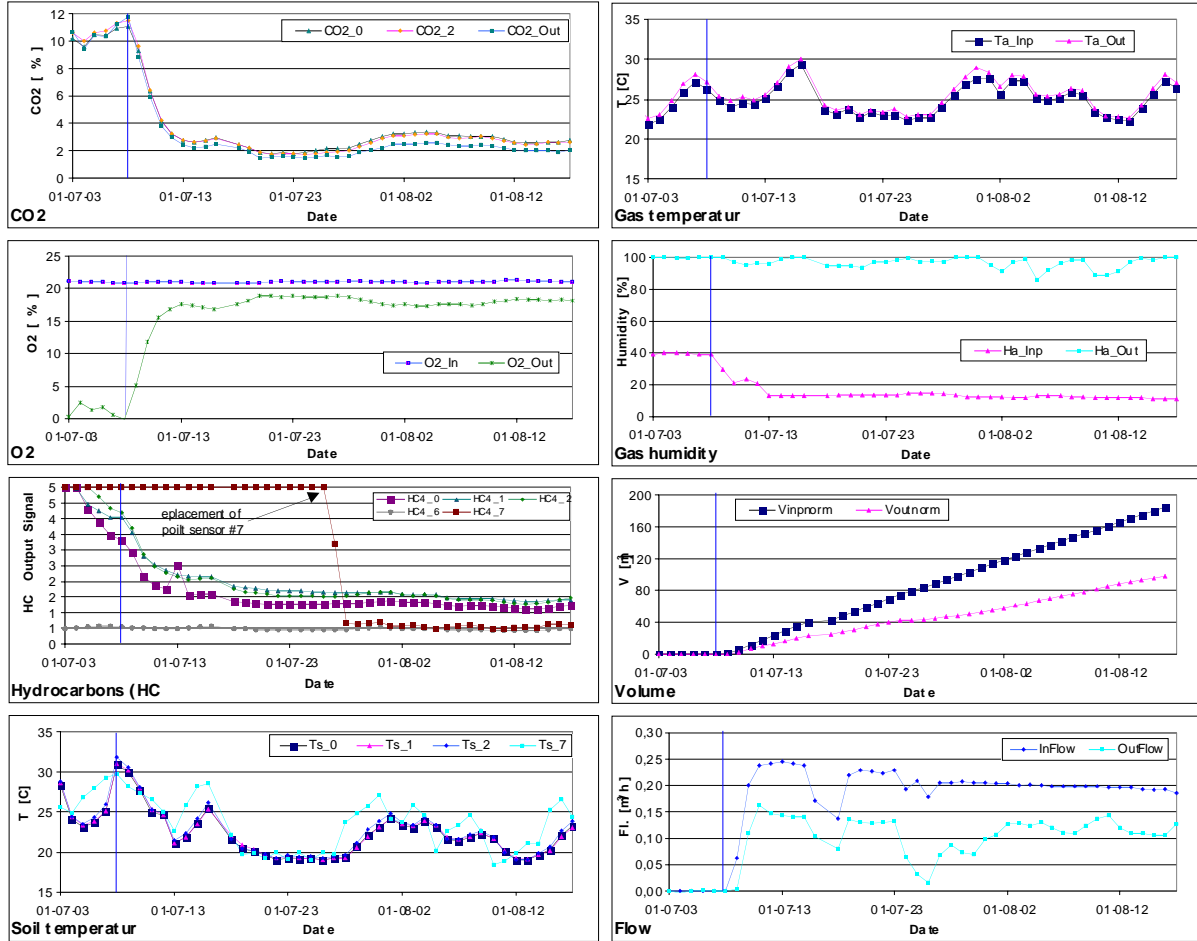 12
10
8
6
4
2
0
CO2 [ % ]
CO2_0 CO2_2 CO2_Out
01-07-03 01-07-13 01-07-23 01-08-02 01-08-12
CO2
Date
35
30
25
20
15
T [C]
Ta_Inp Ta_Out
01-07-03 01-07-13 01-07-23 01-08-02 01-08-12
Gas temperatur
Date
25
20
15
10
5
0
O2 [ % ]
O2_In O2_Out
01-07-03 01-07-13 01-07-23 01-08-02 01-08-12
O2
Date
100
80
60
40
20
0
Humidity [%]
Ha_Inp Ha_Out
01-07-03 01-07-13 01-07-23 01-08-02 01-08-12
Gas humidity
Date
5
5
4
4
3
3
2
2
1
1
0
HC Output Signal
HC4_0 HC4_1 HC4_2
HC4_6 HC4_7
eplacement of
poilt sensor #7
01-07-03 01-07-13 01-07-23 01-08-02 01-08-12
Hydrocarbons (HC
Date
200
160
120
80
40
0
V [m3]
Vinpnorm Voutnorm
01-07-03 01-07-13 01-07-23 01-08-02 01-08-12
Volume
Date
35
30
25
20
15
T [C]
Ts_0 Ts_1 Ts_2 Ts_7
01-07-03 01-07-13 01-07-23 01-08-02 01-08-12
Soil temperatur
Date
0,30
0,25
0,20
0,15
0,10
0,05
0,00
Fl. [m³/h]
InFlow OutFlow
01-07-03 01-07-13 01-07-23 01-08-02 01-08-12
Flow
Date